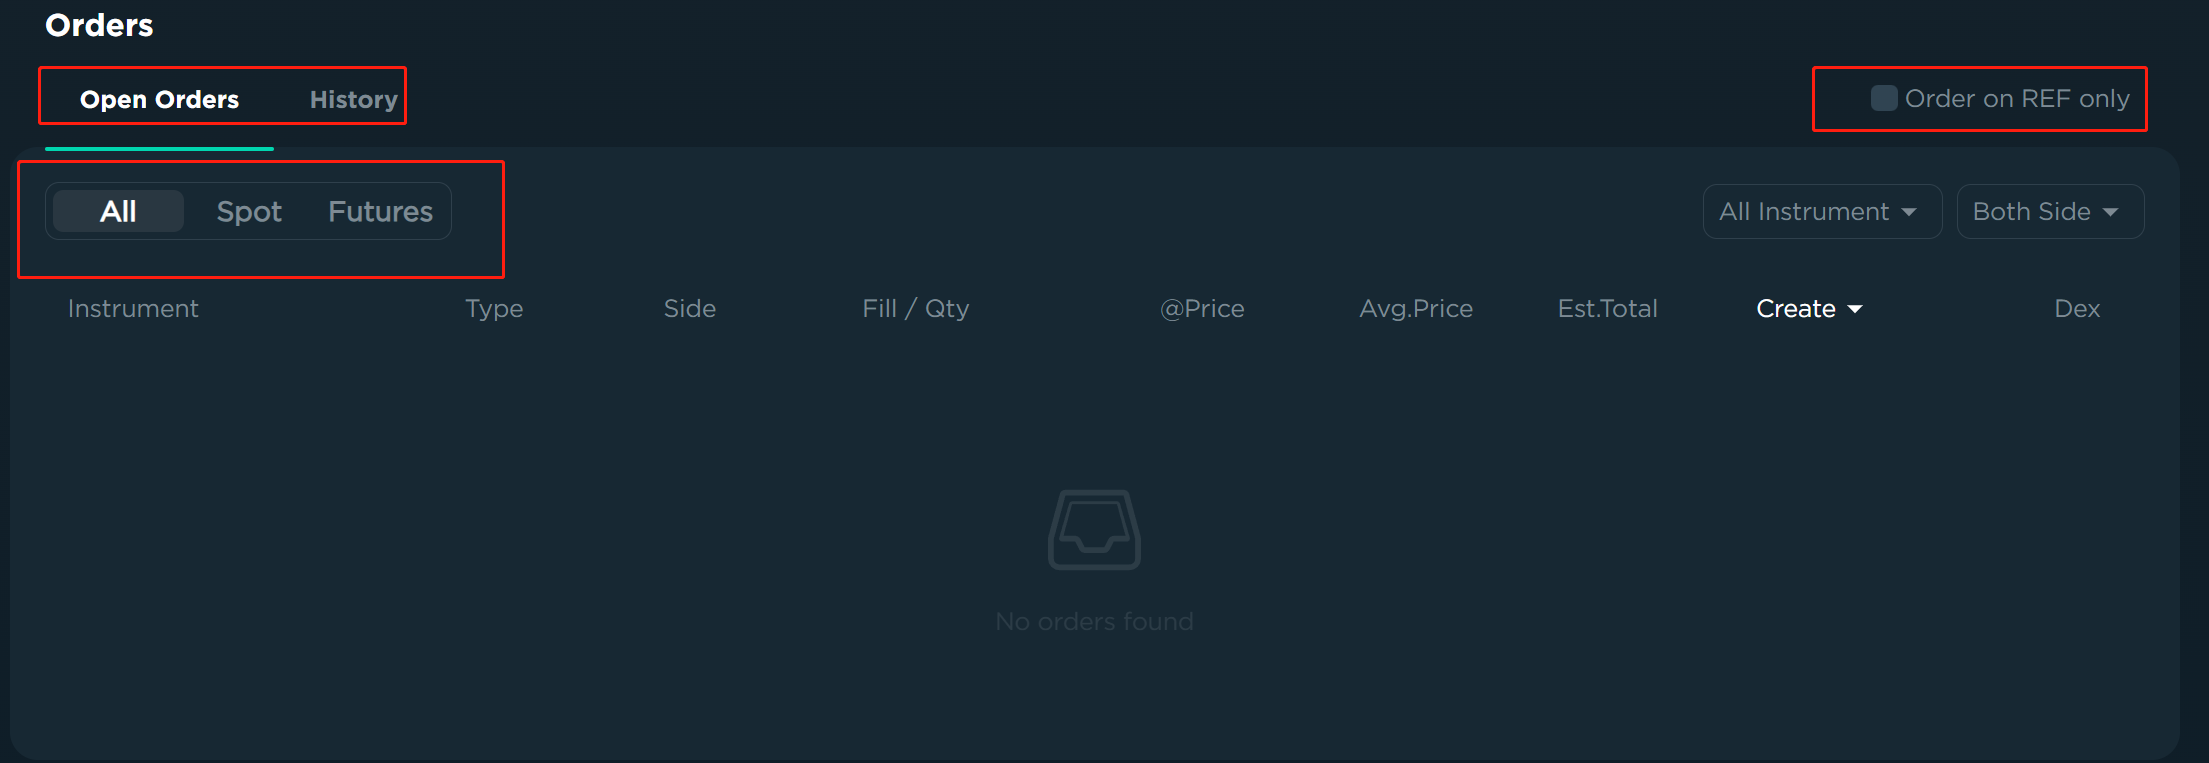 Orders
Open Orders History Order on REF only
All Spot Futures All Instrument Both Side
Instrument Type Side Fill / Qty @Price Avg.Price Est.Total Create Dex
No orders found